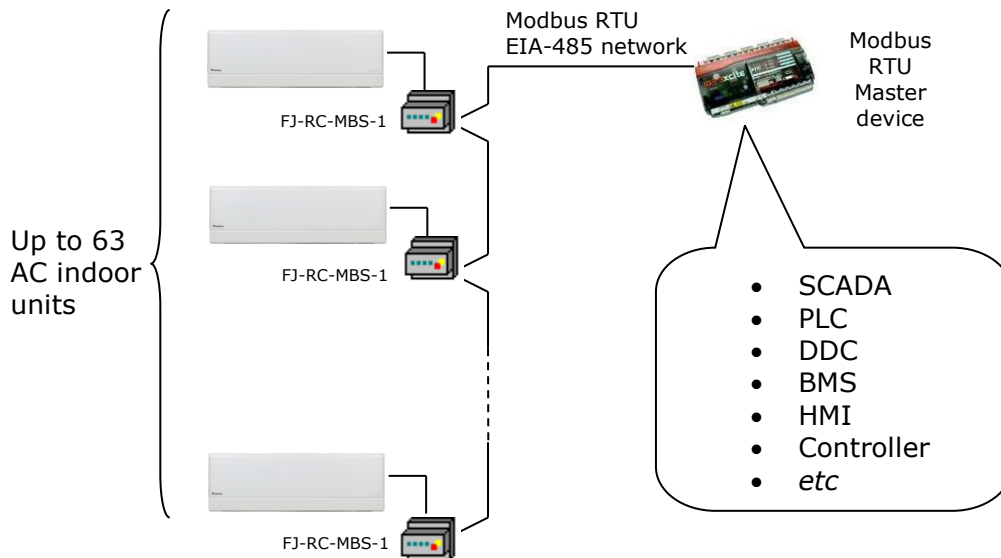 Modbus RTU
EIA-485 network
Modbus
RTU
Master
device
FJ-RC-MBS-1
FJ-RC-MBS-1
Up to 63
AC indoor
units
• SCADA
• PLC
• DDC
• BMS
• HMI
• Controller
• etc
FJ-RC-MBS-1